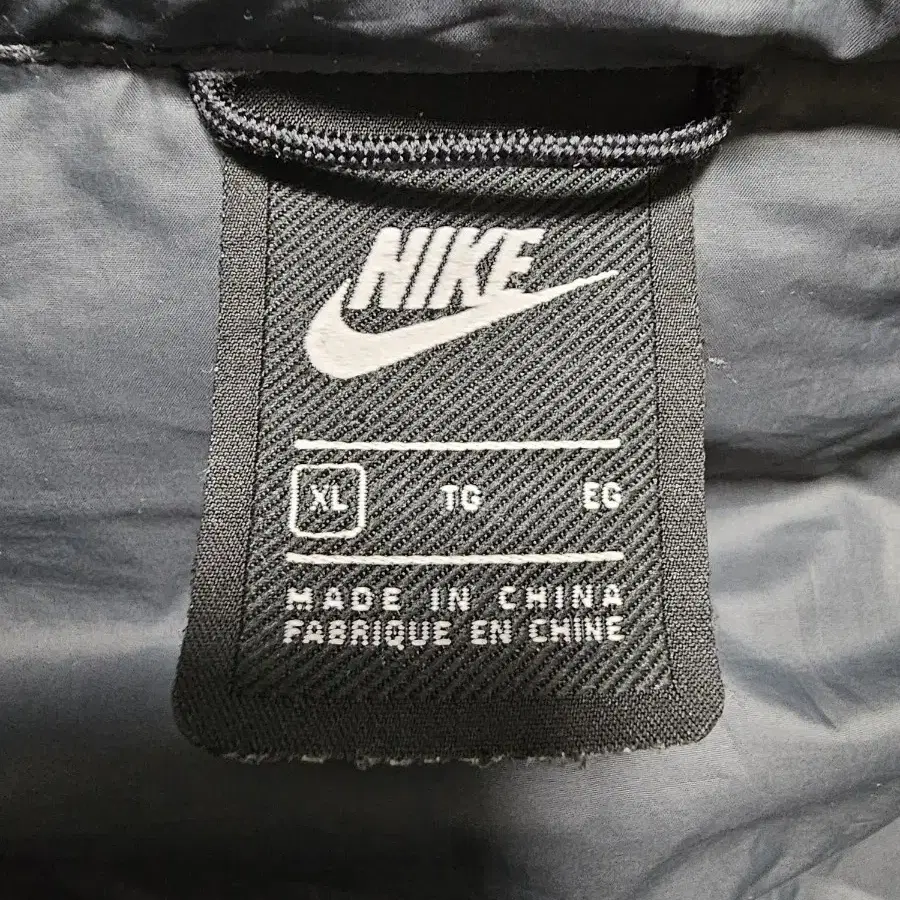 NIKE
XL TG EG
MADE IN CHINA
FABRIQUE EN CHINE